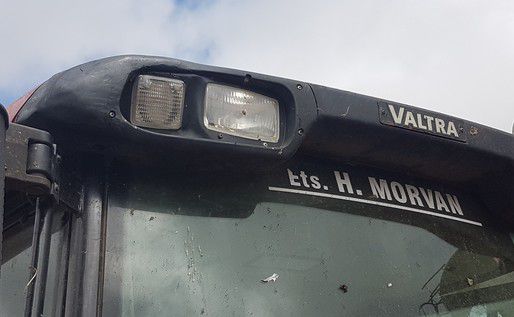 VALTRA
Ets. H. MORVAN